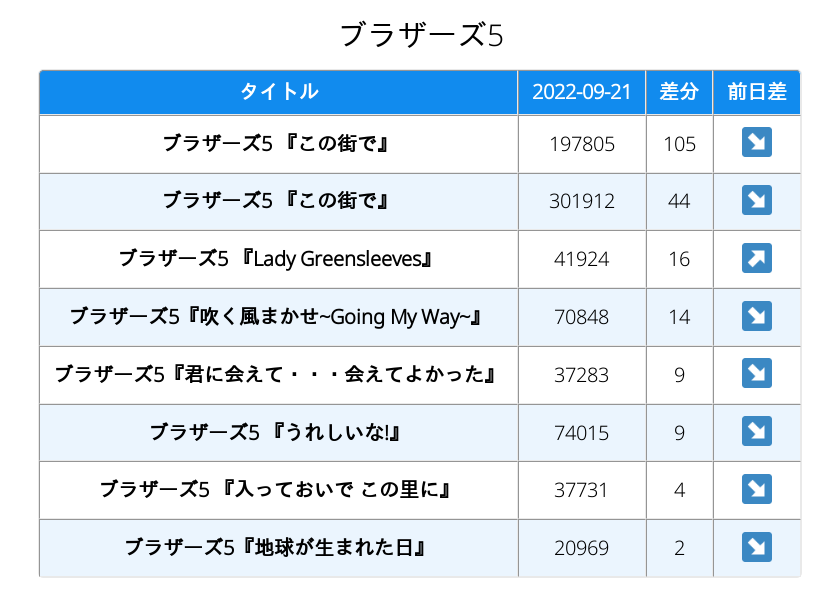 ブラザーズ5
タイトル 2022-09-21 差分 前日差
ブラザーズ5 『この街で』 197805 105 ↘
ブラザーズ5 『この街で』 301912 44 ↘
ブラザーズ5 『Lady Greensleeves』 41924 16 ↗
ブラザーズ5『吹く風まかせ~Going My Way~』 70848 14 ↘
ブラザーズ5『君に会えて・・・会えてよかった』 37283 9 ↘
ブラザーズ5 『うれしいな!』 74015 9 ↘
ブラザーズ5 『入っておいで この里に』 37731 4 ↘
ブラザーズ5『地球が生まれた日』 20969 2 ↘